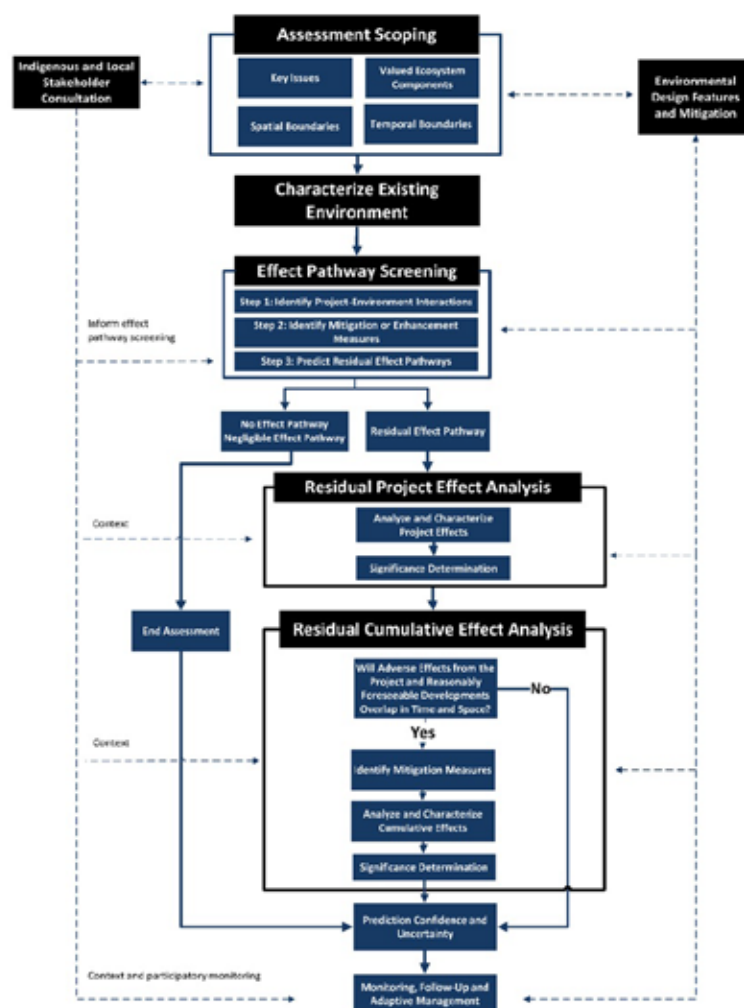 Assessment Scoping
Indigenous and Local
Stakeholder
Consultation
Key Issues
Valued Ecosystem
Components
Spatial Boundaries
Temporal Boundaries
Environmental
Design Features
and Mitigation
Characterize Existing
Environment
Effect Pathway Screening
Step 1: Identify Project-Environment Interactions
Step 2: Identify Mitigation or Enhancement
Measures
Step 3: Predict Residual Effect Pathways
Inform effect
pathway screening
No Effect Pathway
Negligible Effect Pathway
Residual Effect Pathway
Residual Project Effect Analysis
Analyze and Characterize
Project Effects
Context
Significance Determination
End Assessment
Residual Cumulative Effect Analysis
Will Adverse Effects from the
Project and Reasonably
Foreseeable Developments
Overlap in Time and Space?
No
Yes
Context
Identify Mitigation Measures
Analyze and Characterize
Cumulative Effects
Significance Determination
Prediction Confidence and
Uncertainty
Context and participatory monitoring
Monitoring, Follow-Up and
Adaptive Management